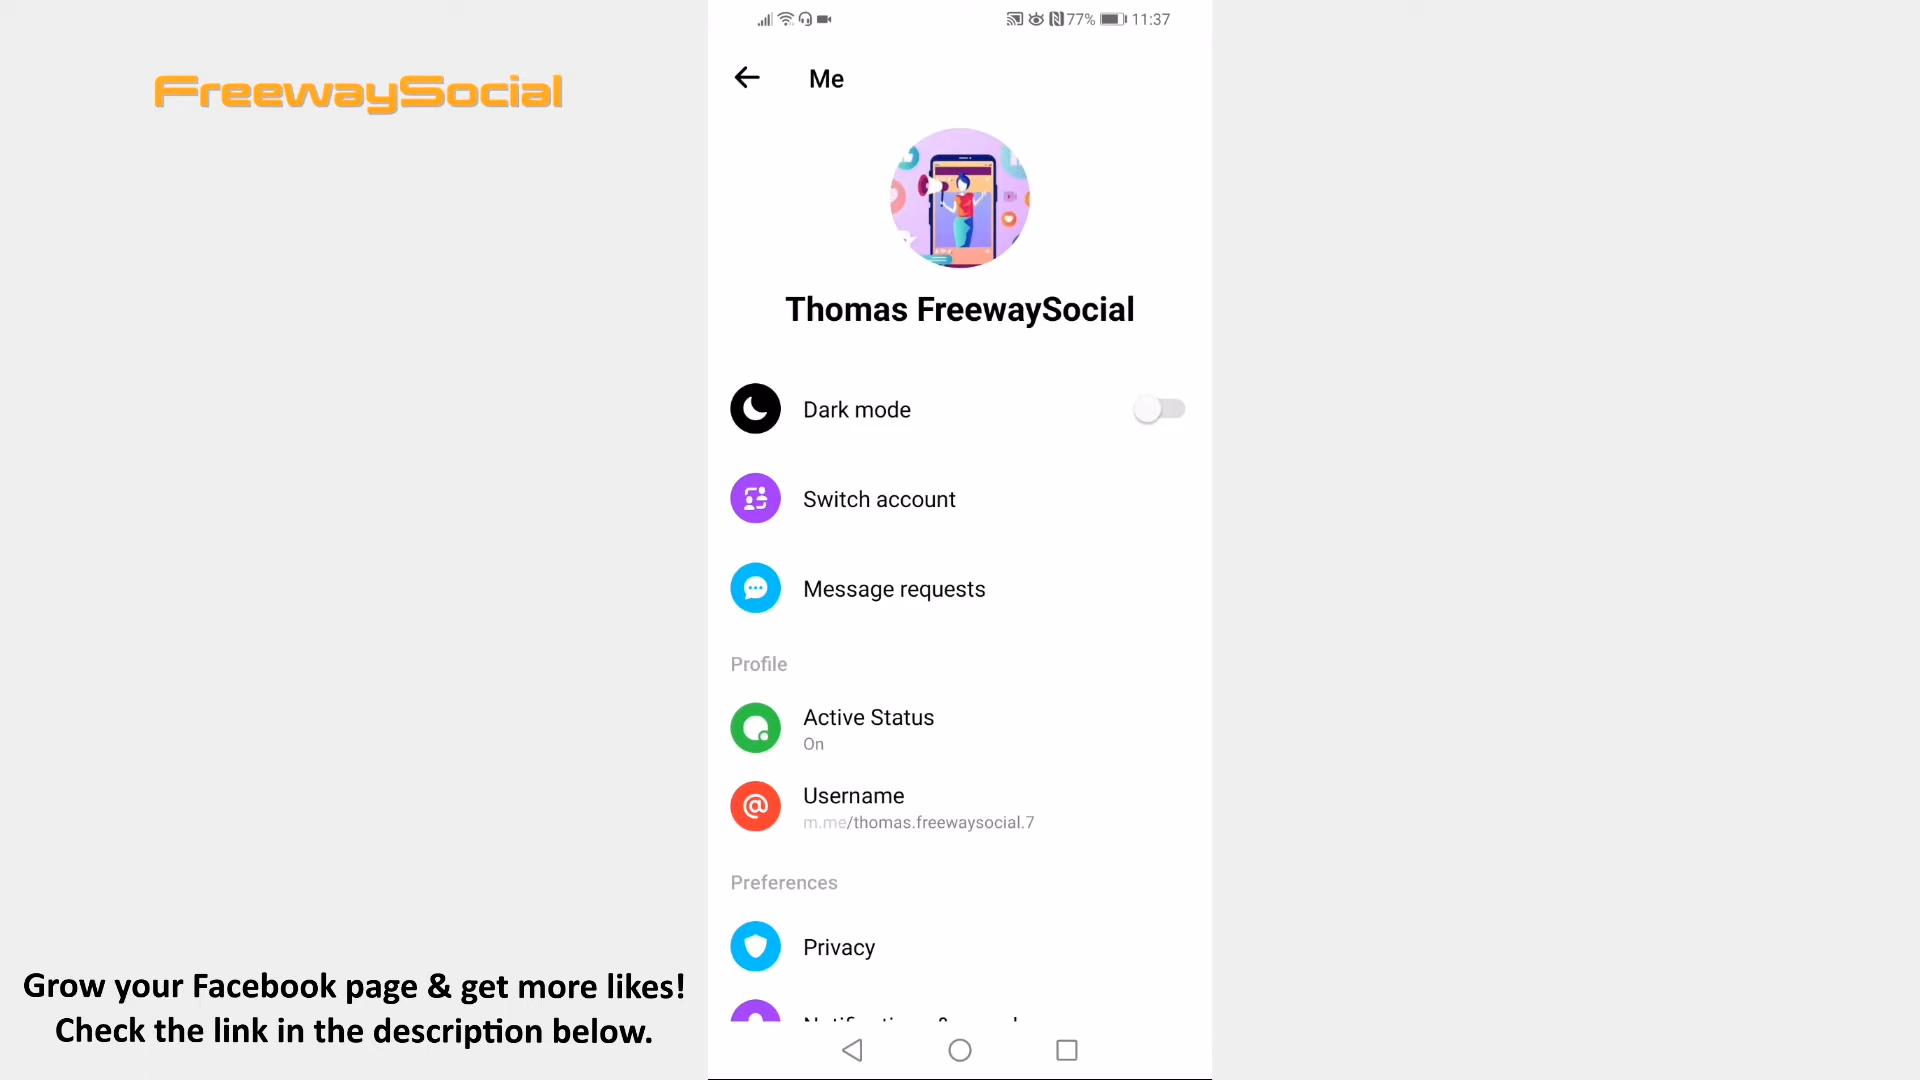 77% 11:37
FreewaySocial
Me
Thomas FreewaySocial
Dark mode
Switch account
Message requests
Profile
Active Status
On
Username
m.me/thomas.freewaysocial.7
Preferences
Privacy
Grow your Facebook page & get more likes!
Check the link in the description below.